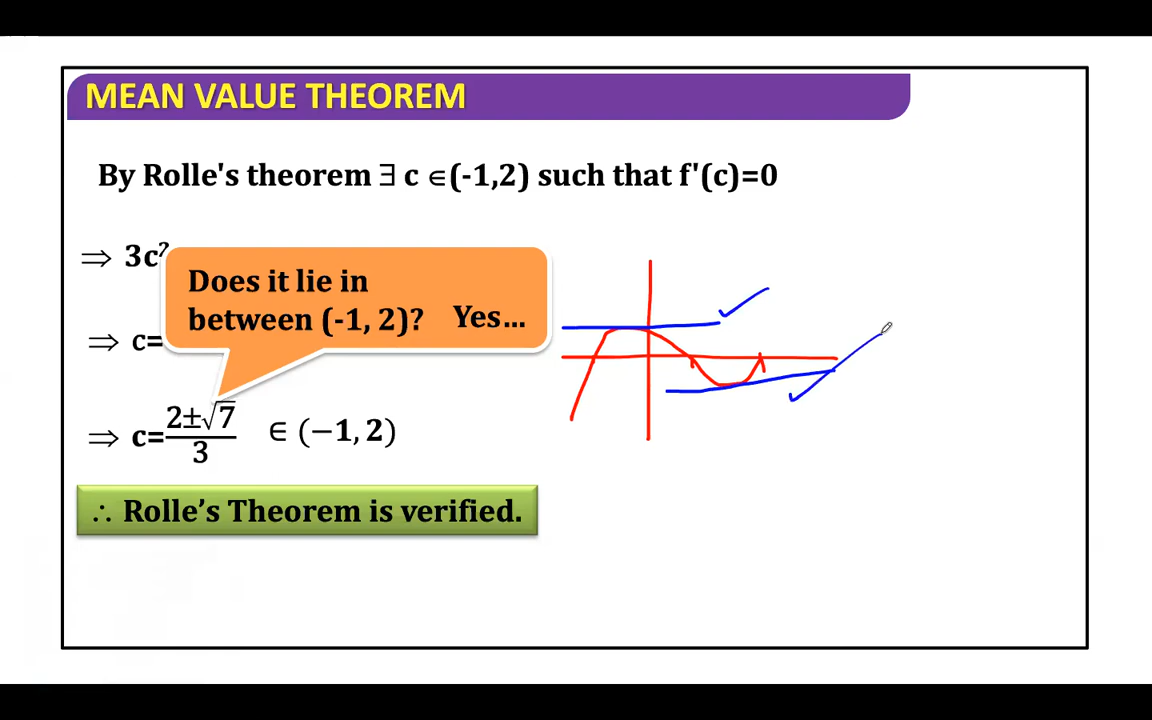 MEAN VALUE THEOREM
By Rolle's theorem ∃ c ∈(-1,2) such that f'(c)=0
⇒ 3c²
Does it lie in
between (-1, 2)? Yes...
⇒ c=
⇒ c=(2±√7)/3 ∈ (−1, 2)
∴ Rolle’s Theorem is verified.